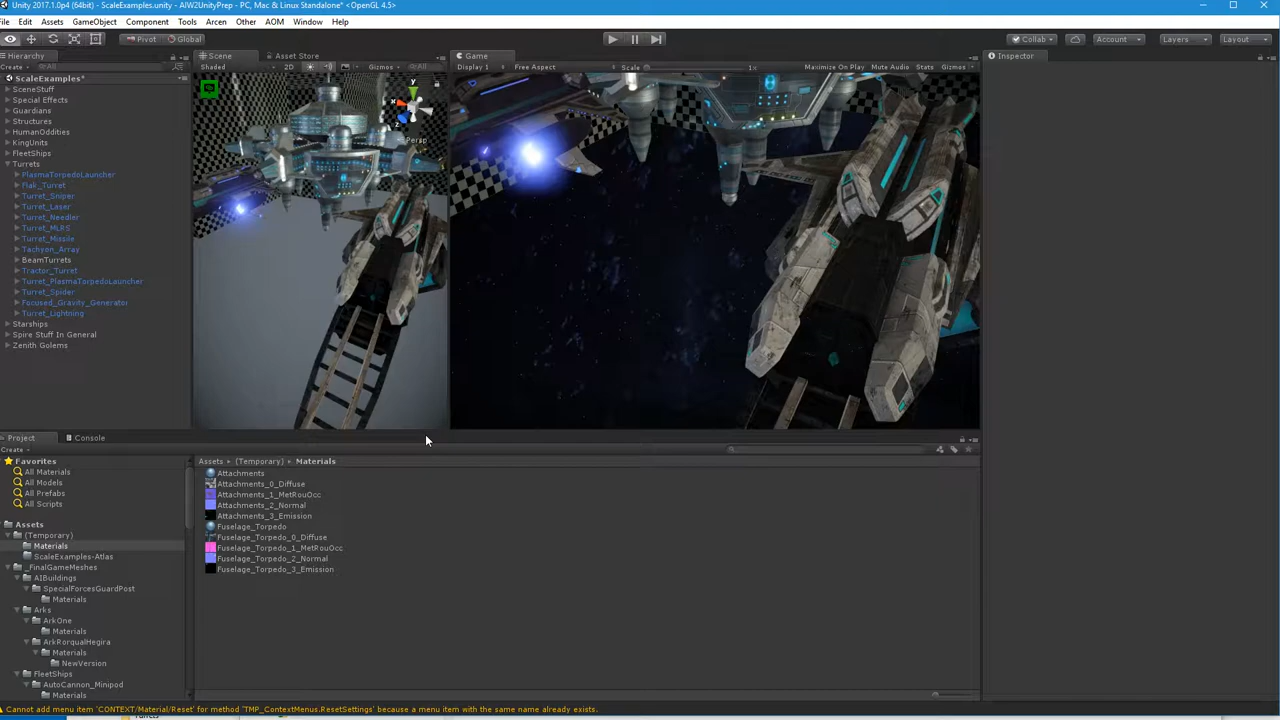 Unity 2017.1.0p4 (64bit) - ScaleExamples.unity - AIW2UnityPrep - PC, Mac & Linux Standalone* <OpenGL 4.5>
File Edit Assets GameObject Component Tools Arcen Other AOM Window Help
Pivot Global Collab Account Layers Layout
Hierarchy Scene Asset Store Game Inspector
Create All Shaded 2D Gizmos All Display 1 Free Aspect Scale 1x Maximize On Play Mute Audio Stats Gizmos
ScaleExamples*
SceneStuff
Special Effects
Guardians
Structures
HumanOddities
KingUnits
FleetShips
Turrets
PlasmaTorpedoLauncher
Flak_Turret
Turret_Sniper
Turret_Laser
Turret_Needler
Turret_MLRS
Turret_Missile
Tachyon_Array
BeamTurrets
Tractor_Turret
Turret_PlasmaTorpedoLauncher
Turret_Spider
Focused_Gravity_Generator
Turret_Lightning
Starships
Spire Stuff In General
Zenith Golems
y
x
z
Persp
Project Console
Create
Favorites
All Materials
All Models
All Prefabs
All Scripts
Assets
(Temporary)
Materials
ScaleExamples-Atlas
_FinalGameMeshes
AIBuildings
SpecialForcesGuardPost
Materials
Arks
ArkOne
Materials
ArkRorqualHegira
Materials
NewVersion
FleetShips
AutoCannon_Minipod
Materials
Assets (Temporary) Materials
Attachments
Attachments_0_Diffuse
Attachments_1_MetRouOcc
Attachments_2_Normal
Attachments_3_Emission
Fuselage_Torpedo
Fuselage_Torpedo_0_Diffuse
Fuselage_Torpedo_1_MetRouOcc
Fuselage_Torpedo_2_Normal
Fuselage_Torpedo_3_Emission
Cannot add menu item 'CONTEXT/Material/Reset' for method 'TMP_ContextMenus.ResetSettings' because a menu item with the same name already exists.